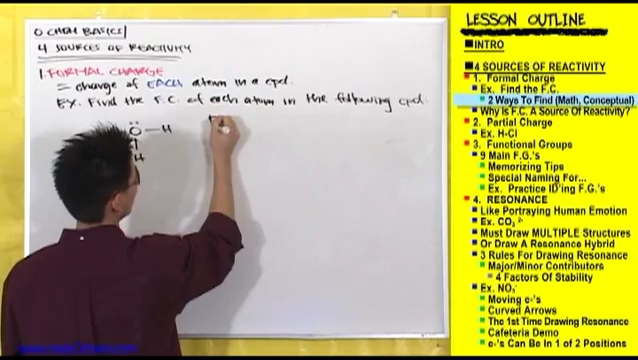 O CHEM BASICS
4 SOURCES OF REACTIVITY
1. FORMAL CHARGE
= charge of EACH atom in a cpd.
EX. Find the F.C. of each atom in the following cpd.
O — H
H
LESSON OUTLINE
INTRO
4 SOURCES OF REACTIVITY
1. Formal Charge
Ex. Find the F.C.
2 Ways To Find (Math, Conceptual)
Why Is F.C. A Source Of Reactivity?
2. Partial Charge
Ex. H-Cl
3. Functional Groups
9 Main F.G.'s
Memorizing Tips
Special Naming For...
Ex. Practice ID'ing F.G.'s
4. RESONANCE
Like Portraying Human Emotion
Ex. CO₃²⁻
Must Draw MULTIPLE Structures
Or Draw A Resonance Hybrid
3 Rules For Drawing Resonance
Major/Minor Contributors
4 Factors Of Stability
Ex. NO₃⁻
Moving e-'s
Curved Arrows
The 1st Time Drawing Resonance
Cafeteria Demo
e-'s Can Be In 1 of 2 Positions